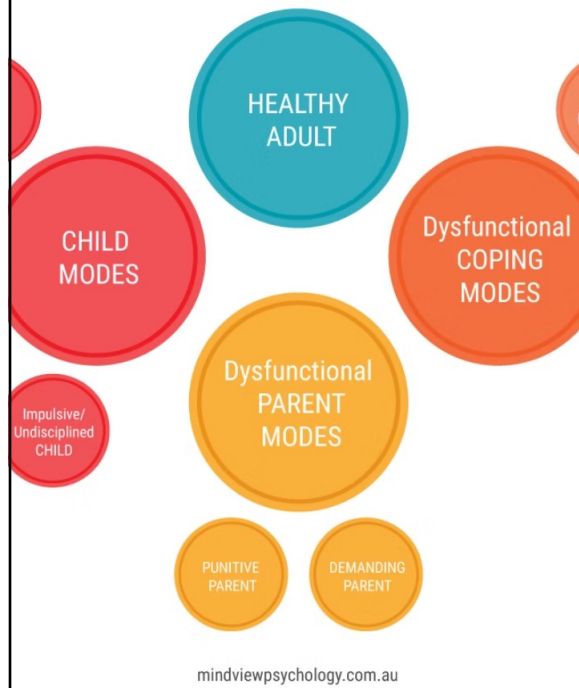 HEALTHY
ADULT
CHILD
MODES
Dysfunctional
COPING
MODES
Dysfunctional
PARENT
MODES
Impulsive/
Undisciplined
CHILD
PUNITIVE
PARENT
DEMANDING
PARENT
mindviewpsychology.com.au